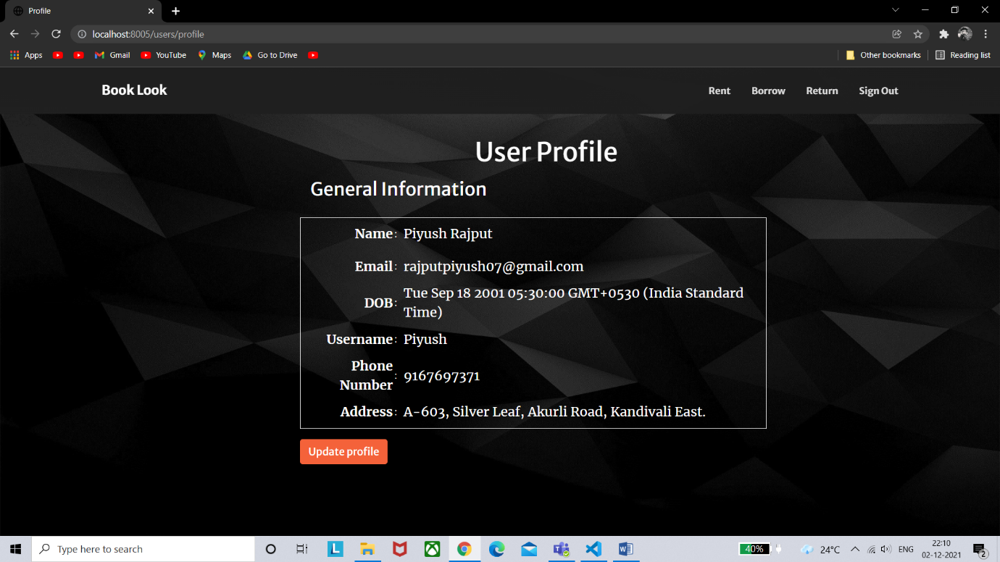 Profile
localhost:8005/users/profile
Apps Gmail YouTube Maps Go to Drive Other bookmarks Reading list
Book Look Rent Borrow Return Sign Out
User Profile
General Information
Name: Piyush Rajput
Email: rajputpiyush07@gmail.com
DOB: Tue Sep 18 2001 05:30:00 GMT+0530 (India Standard
Time)
Username: Piyush
Phone
Number : 9167697371
Address: A-603, Silver Leaf, Akurli Road, Kandivali East.
Update profile
Type here to search L 40% 24°C ENG 22:10
02-12-2021 2